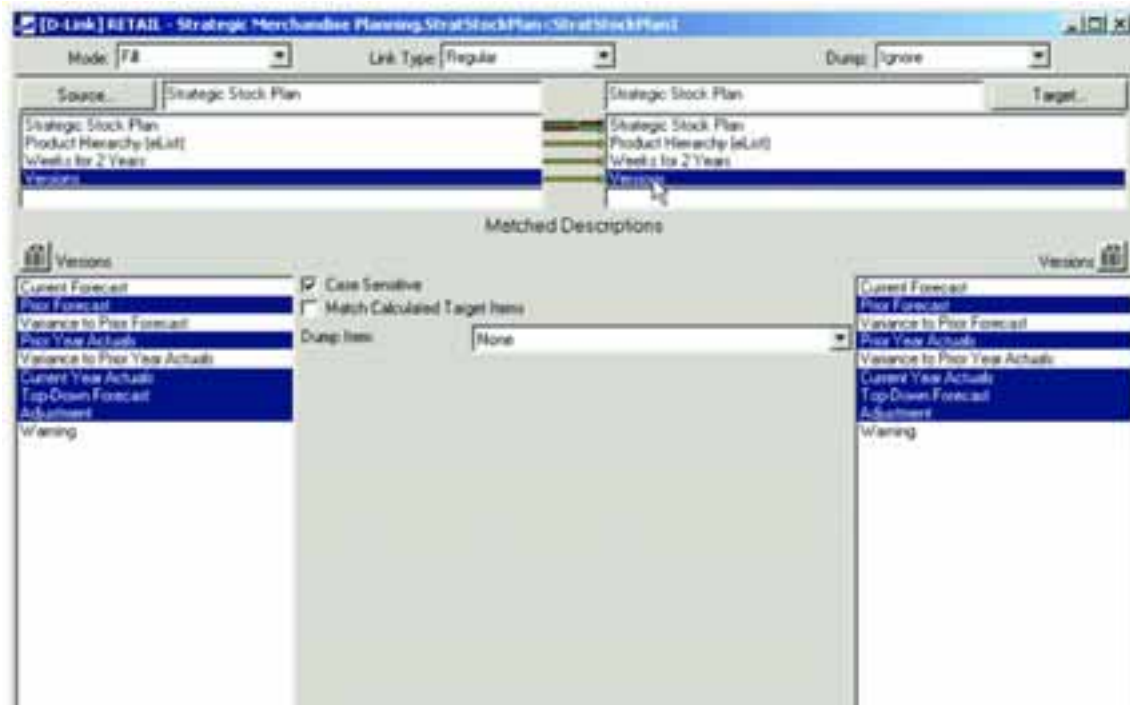 [D-Link] RETAIL - Strategic Merchandise Planning.StratStockPlan<StratStockPlan1
Mode: Fill Link Type: Regular Dump: Ignore
Source... Strategic Stock Plan Strategic Stock Plan Target...
Strategic Stock Plan Strategic Stock Plan
Product Hierarchy (eList) Product Hierarchy (eList)
Weeks for 2 Years Weeks for 2 Years
Versions Versions
Matched Descriptions
Versions Versions
Current Forecast Case Sensitive Current Forecast
Prior Forecast Match Calculated Target Items Prior Forecast
Variance to Prior Forecast Variance to Prior Forecast
Prior Year Actuals Dump Item None Prior Year Actuals
Variance to Prior Year Actuals Variance to Prior Year Actuals
Current Year Actuals Current Year Actuals
Top-Down Forecast Top-Down Forecast
Adjustment Adjustment
Warning Warning